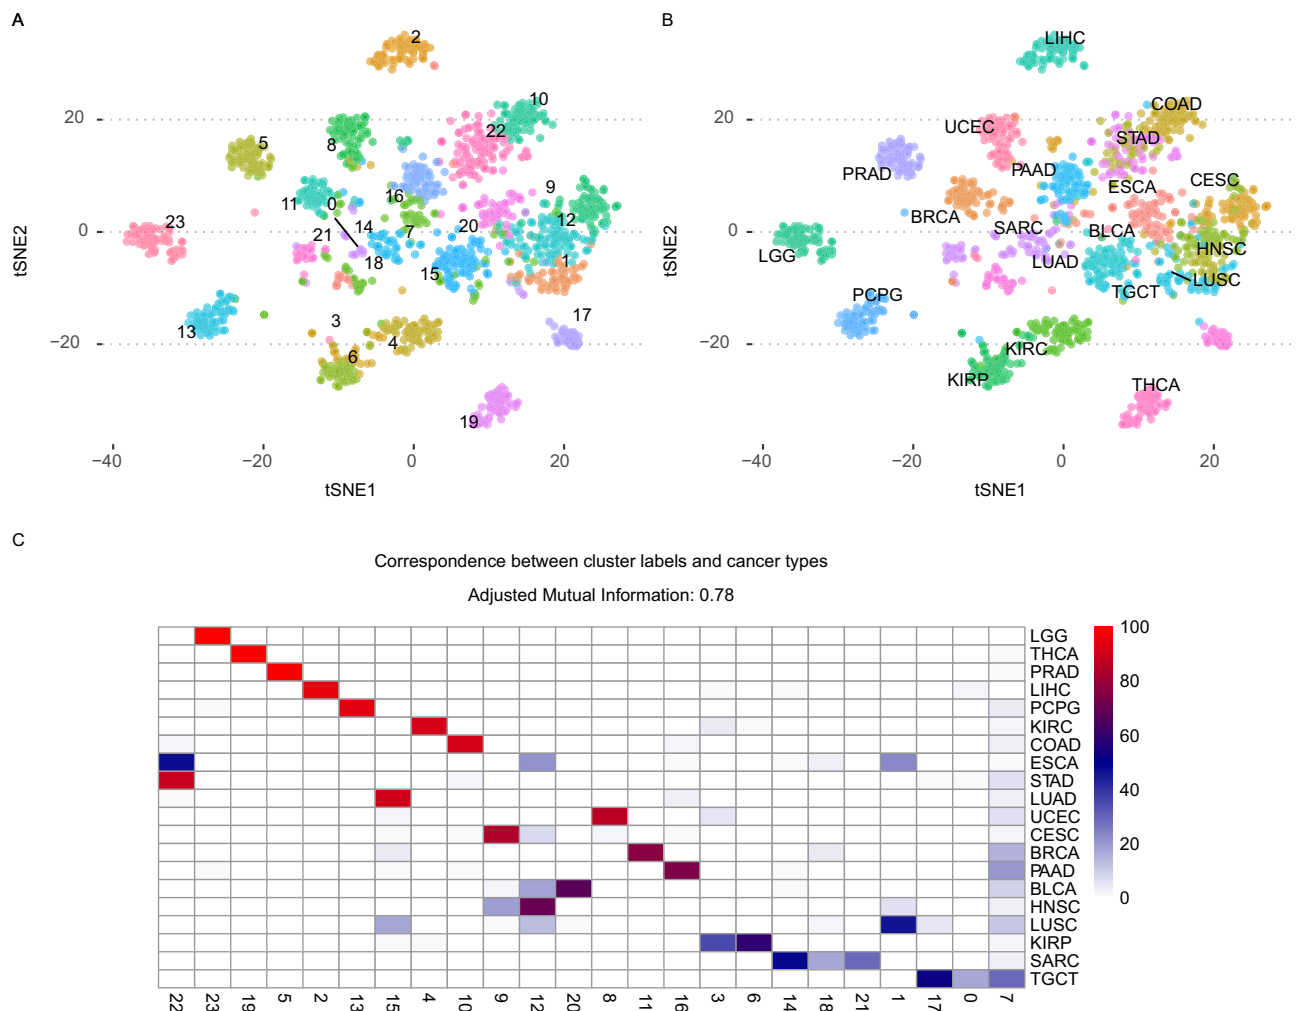 A
B
2
LIHC
20
10
22
8
5
20
COAD
STAD
UCEC
PRAD
PAAD
ESCA
CESC
BRCA
9
16
11
0
12
23
14
20
21
7
0
18
15
1
tSNE2
SARC
BLCA
0
HNSC
LGG
LUAD
TGCT
LUSC
PCPG
tSNE2
17
3
13
4
6
−20
19
−20
KIRC
KIRP
THCA
−40
−20
0
20
tSNE1
−40
−20
0
20
tSNE1
C
Correspondence between cluster labels and cancer types
Adjusted Mutual Information: 0.78
LGG
THCA
PRAD
LIHC
PCPG
KIRC
COAD
ESCA
STAD
LUAD
UCEC
CESC
BRCA
PAAD
BLCA
HNSC
LUSC
KIRP
SARC
TGCT
100
80
60
40
20
0
22
23
19
5
2
13
15
4
10
9
12
20
8
11
16
3
6
14
18
21
1
17
0
7